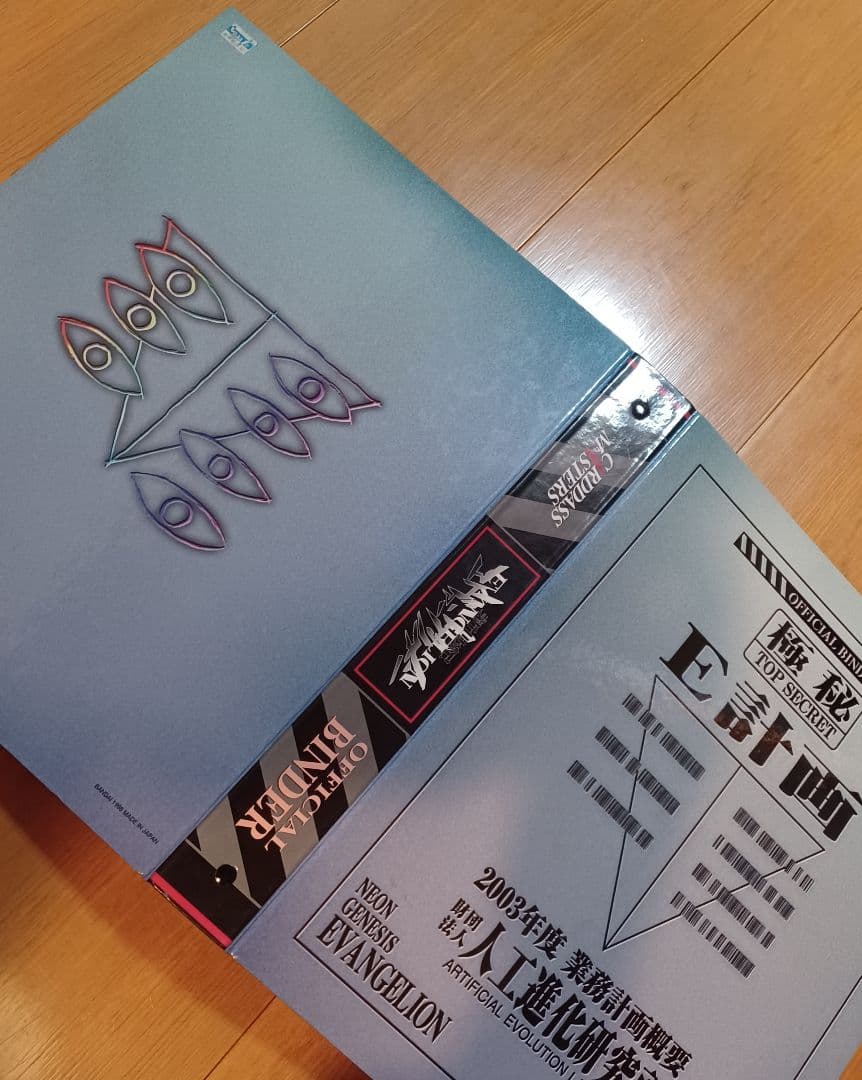 BANDAI 1998 MADE IN JAPAN
CARDDASS
MASTERS
EVANGELION
OFFICIAL
BINDER
OFFICIAL BIND
極秘
TOP SECRET
E計画
2003年度 業務計画概要
財団
法人 人工進化研究
ARTIFICIAL EVOLUTION
NEON
GENESIS
EVANGELION